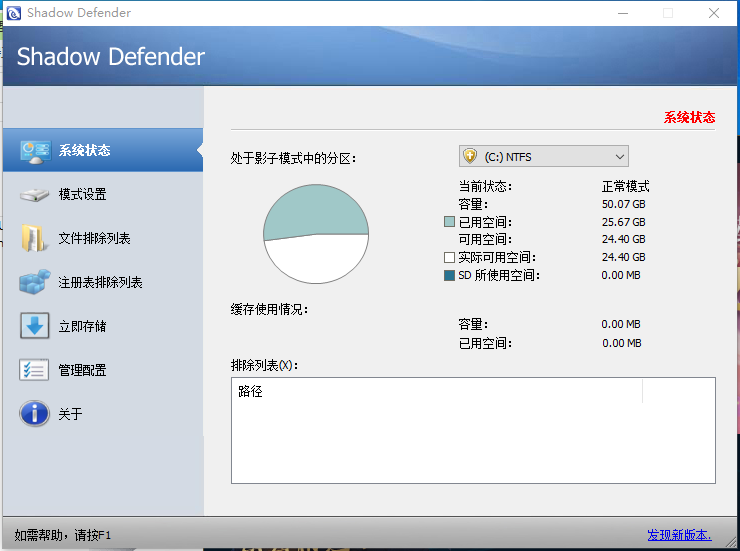 Shadow Defender
Shadow Defender
系统状态
模式设置
文件排除列表
注册表排除列表
立即存储
管理配置
关于
系统状态
处于影子模式中的分区：
(C:) NTFS
当前状态： 正常模式
容量： 50.07 GB
已用空间： 25.67 GB
可用空间： 24.40 GB
实际可用空间： 24.40 GB
SD 所使用空间： 0.00 MB
缓存使用情况：
容量： 0.00 MB
已用空间： 0.00 MB
排除列表(X)：
路径
如需帮助，请按F1
发现新版本.